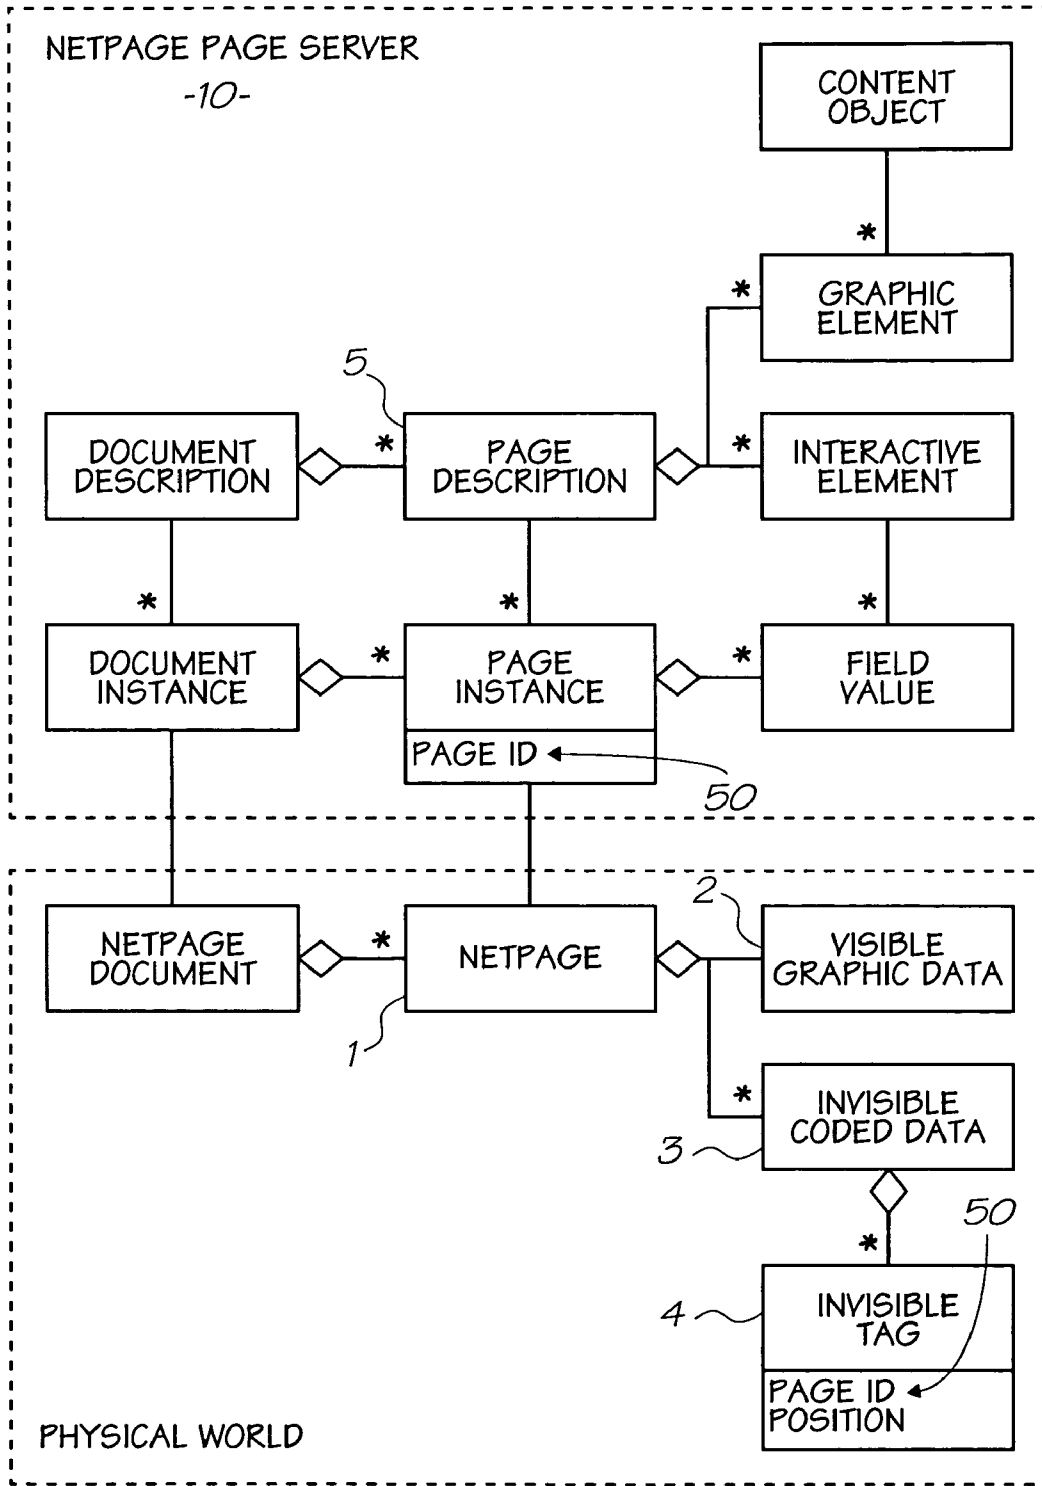 NETPAGE PAGE SERVER
-10-
CONTENT
OBJECT
*
GRAPHIC
ELEMENT
*
5
DOCUMENT
DESCRIPTION
*
PAGE
DESCRIPTION
*
INTERACTIVE
ELEMENT
*
*
*
DOCUMENT
INSTANCE
*
PAGE
INSTANCE
*
FIELD
VALUE
PAGE ID
50
NETPAGE
DOCUMENT
*
NETPAGE
1
2
VISIBLE
GRAPHIC DATA
*
INVISIBLE
CODED DATA
3
*
50
4
INVISIBLE
TAG
PAGE ID
POSITION
PHYSICAL WORLD